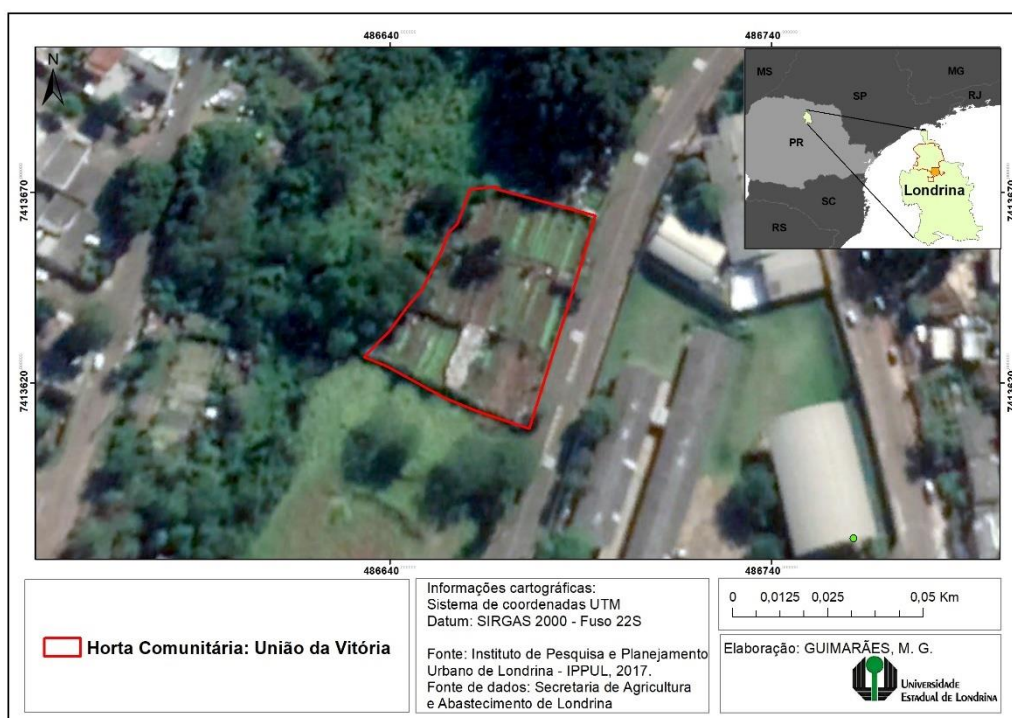 486640
486740
N
7413670
7413620
7413670
7413620
MS
MG
SP
RJ
PR
SC
RS
Londrina
486640
486740
Horta Comunitária: União da Vitória
Informações cartográficas:
Sistema de coordenadas UTM
Datum: SIRGAS 2000 - Fuso 22S
Fonte: Instituto de Pesquisa e Planejamento
Urbano de Londrina - IPPUL, 2017.
Fonte de dados: Secretaria de Agricultura
e Abastecimento de Londrina
0 0,0125 0,025 0,05 Km
Elaboração: GUIMARÃES, M. G.
Universidade
Estadual de Londrina